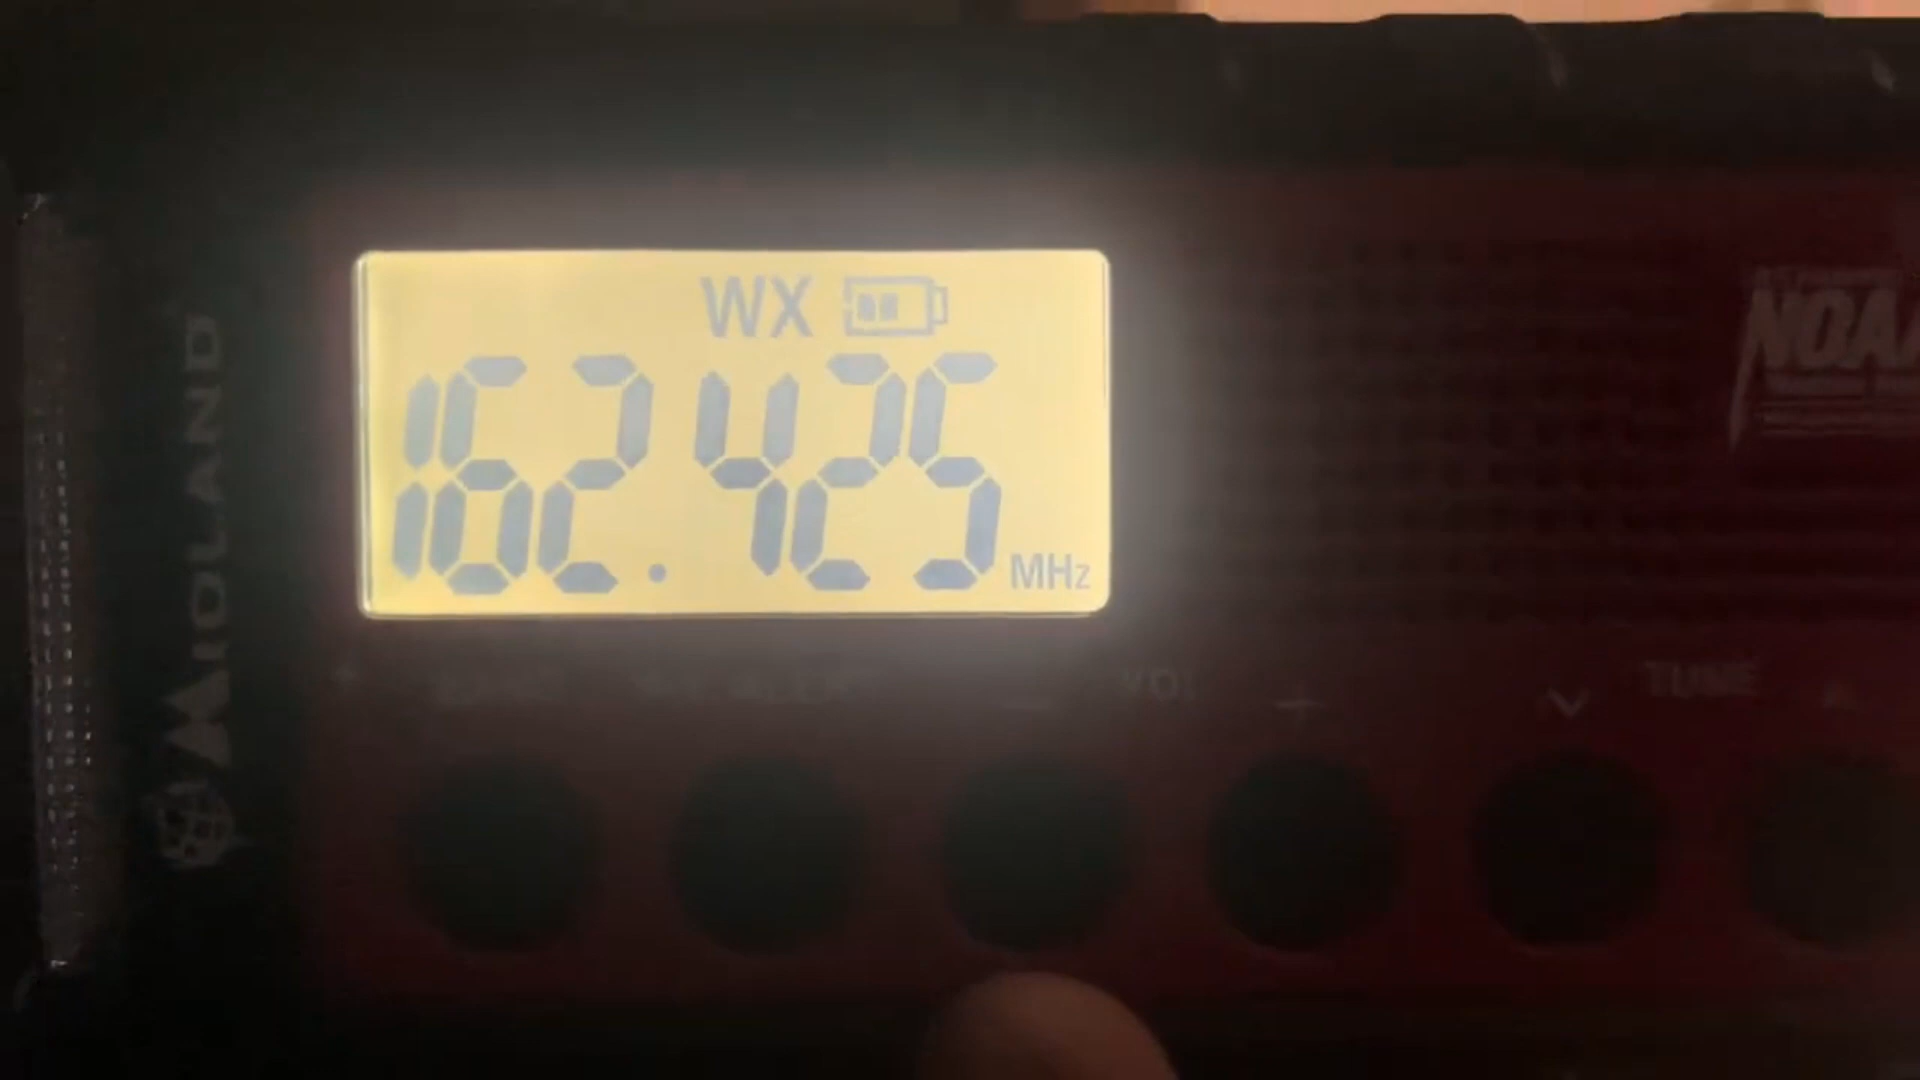 WX
162.425 MHz
MIDLAND
NOAA
VOL
TUNE